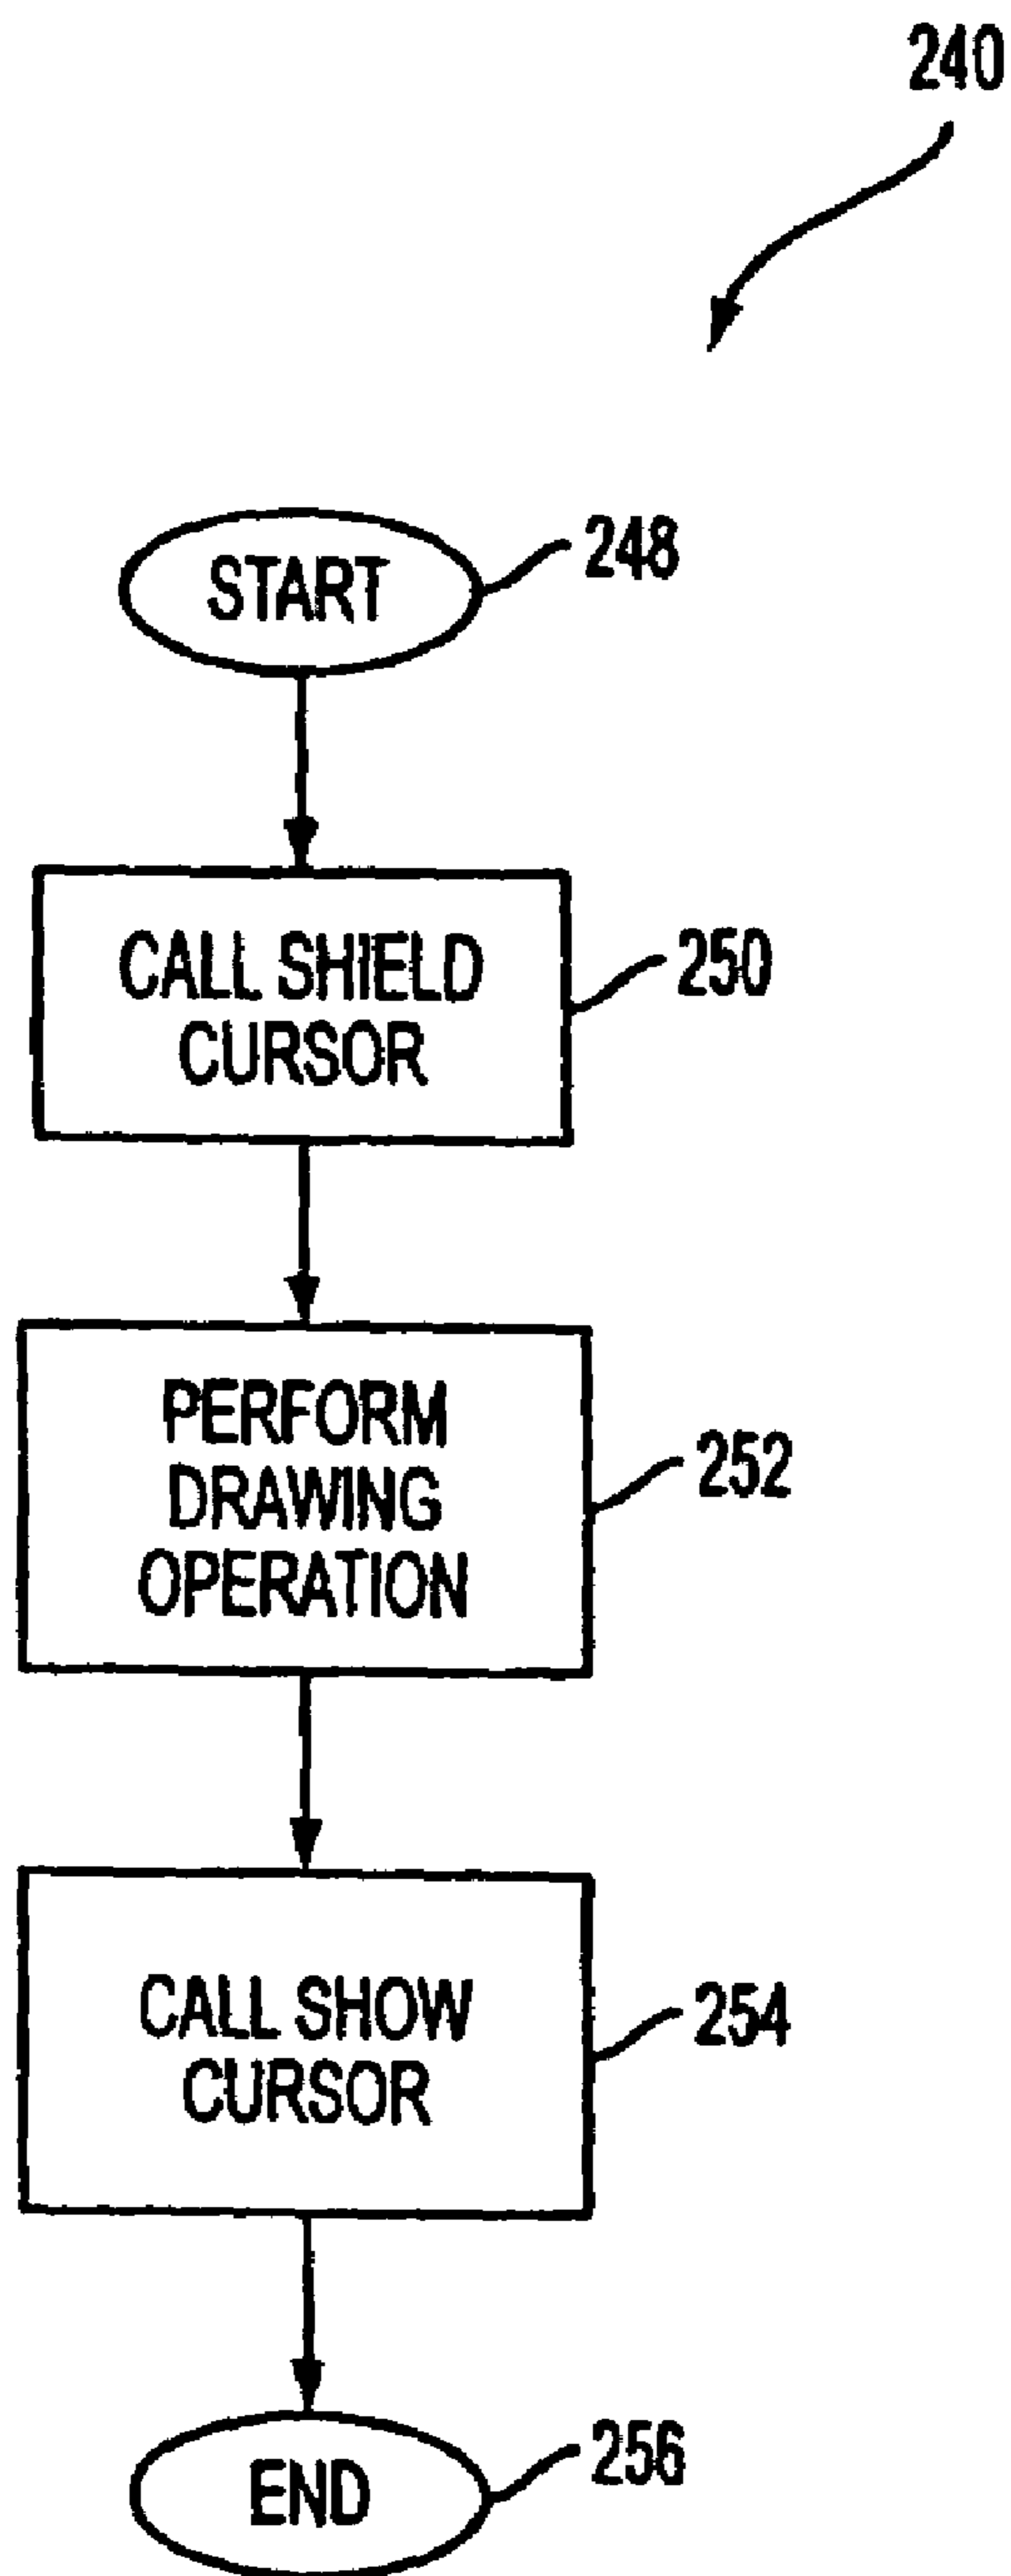 240
START
248
CALL SHIELD
CURSOR
250
PERFORM
DRAWING
OPERATION
252
CALL SHOW
CURSOR
254
END
256